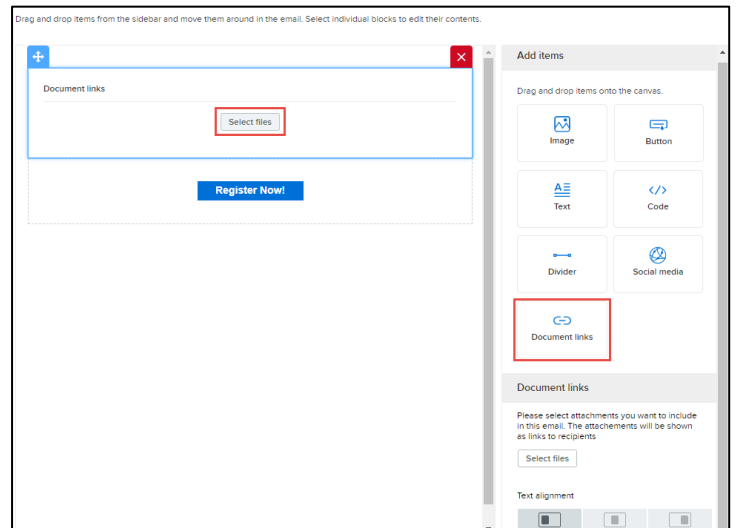 Drag and drop items from the sidebar and move them around in the email. Select individual blocks to edit their contents.
Document links
Select files
Register Now!
Add items
Drag and drop items onto the canvas.
Image
Button
Text
Code
Divider
Social media
Document links
Document links
Please select attachments you want to include
in this email. The attachements will be shown
as links to recipients
Select files
Text alignment